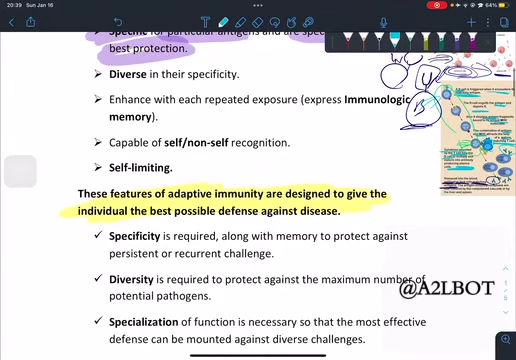 20:39 Sun Jan 16
27%
Specific for particular antigens and are spec
best protection.
Diverse in their specificity.
Enhance with each repeated exposure (express Immunologic
memory).
Capable of self/non-self recognition.
Self-limiting.
These features of adaptive immunity are designed to give the
individual the best possible defense against disease.
Specificity is required, along with memory to protect against
persistent or recurrent challenge.
Diversity is required to protect against the maximum number of
potential pathogens.
Specialization of function is necessary so that the most effective
defense can be mounted against diverse challenges.
B
@A2LBOT